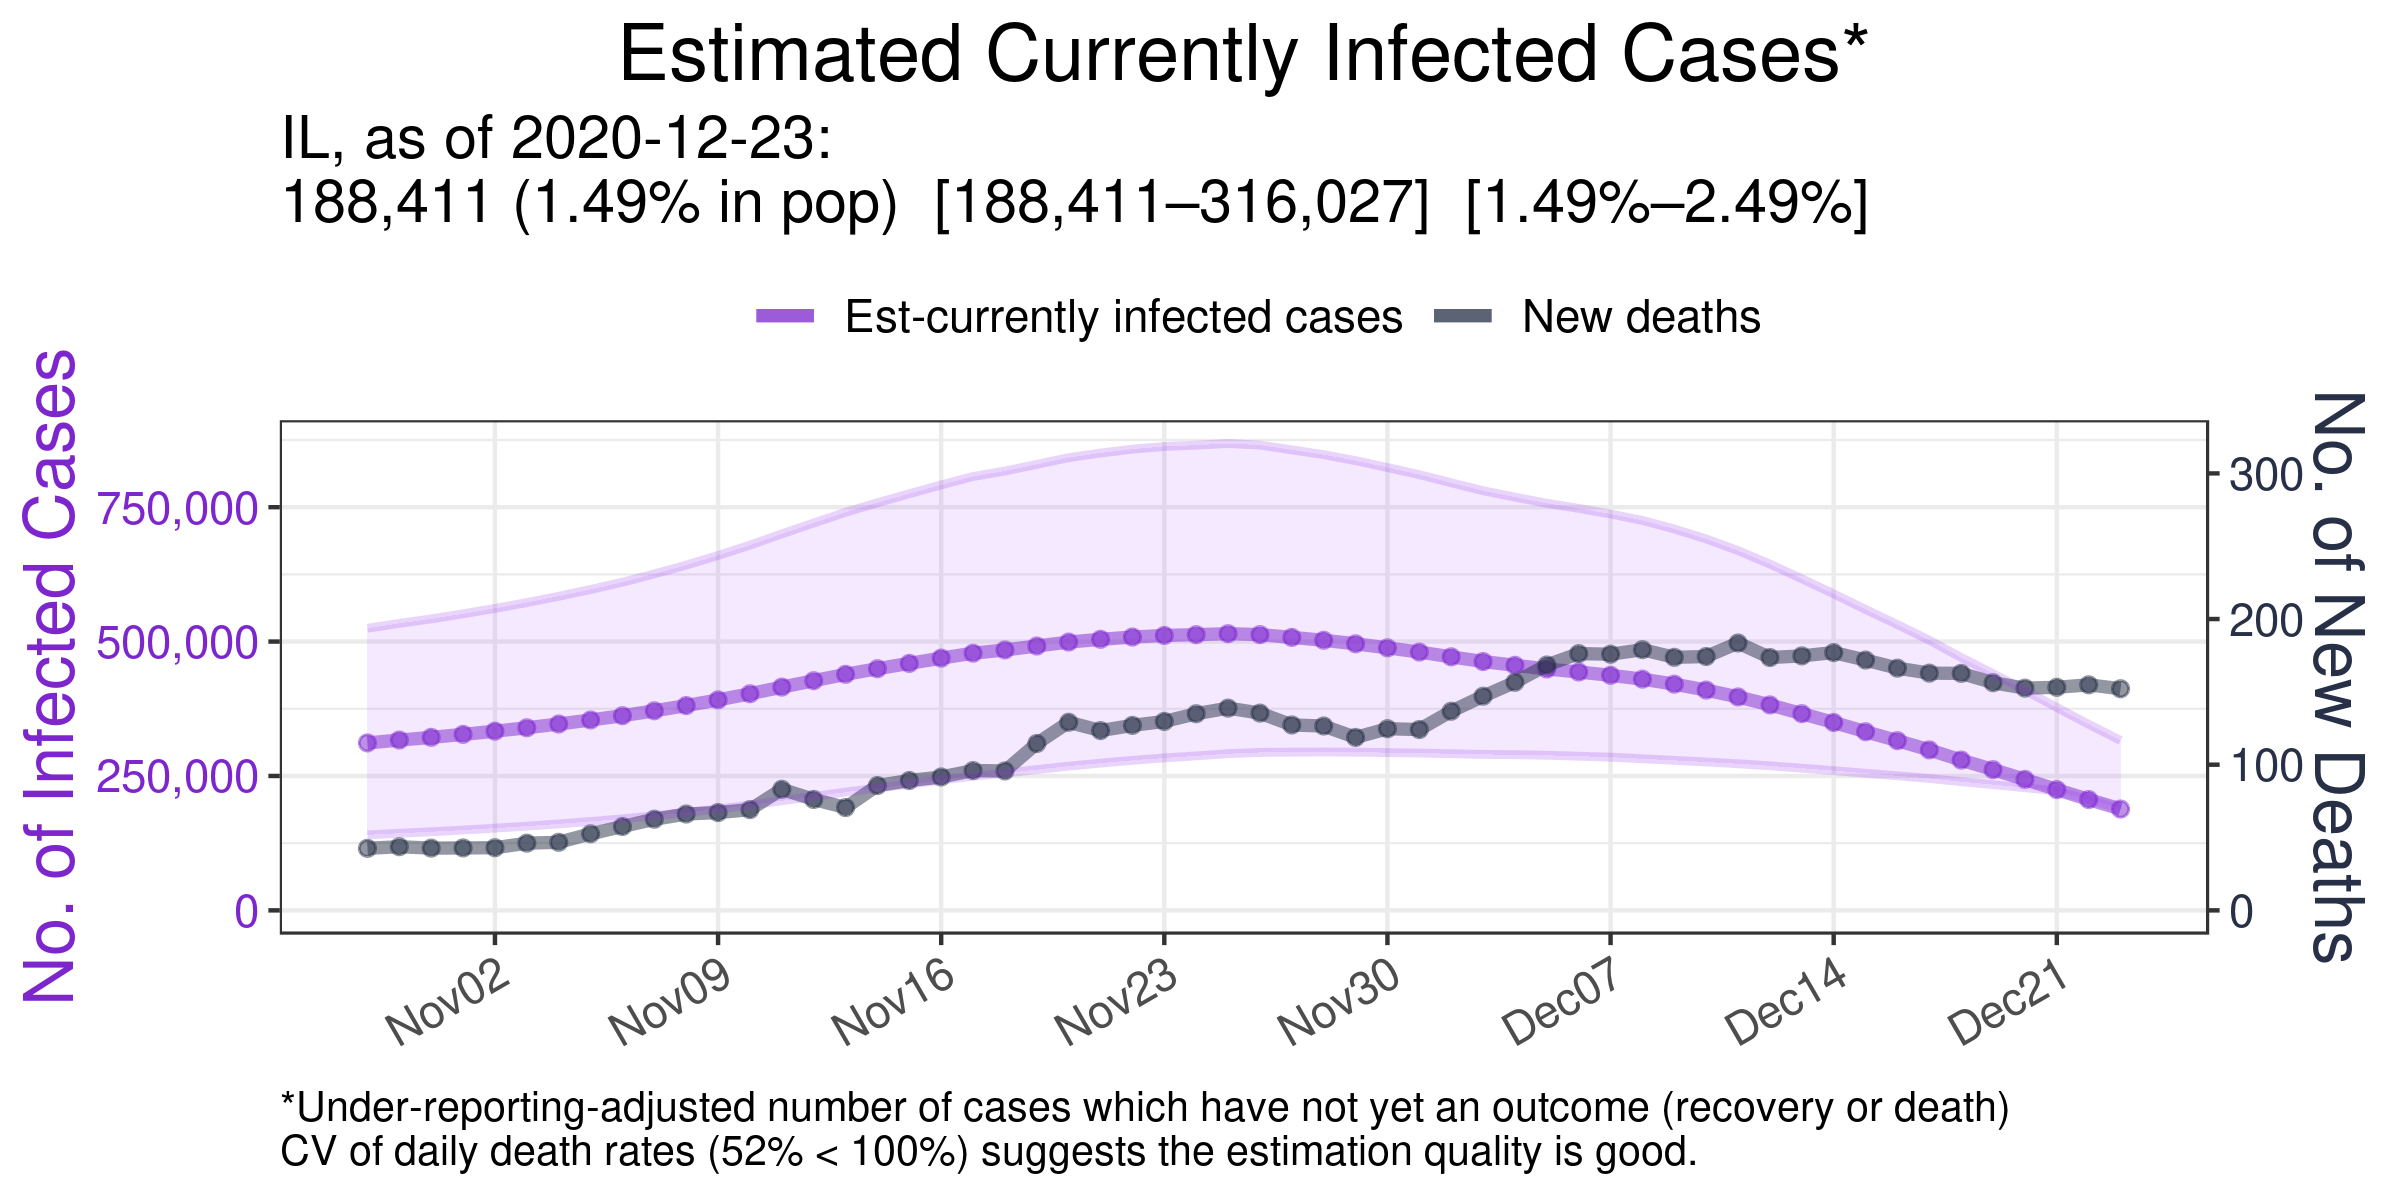 Estimated Currently Infected Cases*
IL, as of 2020-12-23:
188,411 (1.49% in pop)  [188,411–316,027]  [1.49%–2.49%]
Est-currently infected cases
New deaths
No. of Infected Cases
750,000
500,000
250,000
0
300
200
100
0
No. of New Deaths
Nov02
Nov09
Nov16
Nov23
Nov30
Dec07
Dec14
Dec21
*Under-reporting-adjusted number of cases which have not yet an outcome (recovery or death)
CV of daily death rates (52% < 100%) suggests the estimation quality is good.